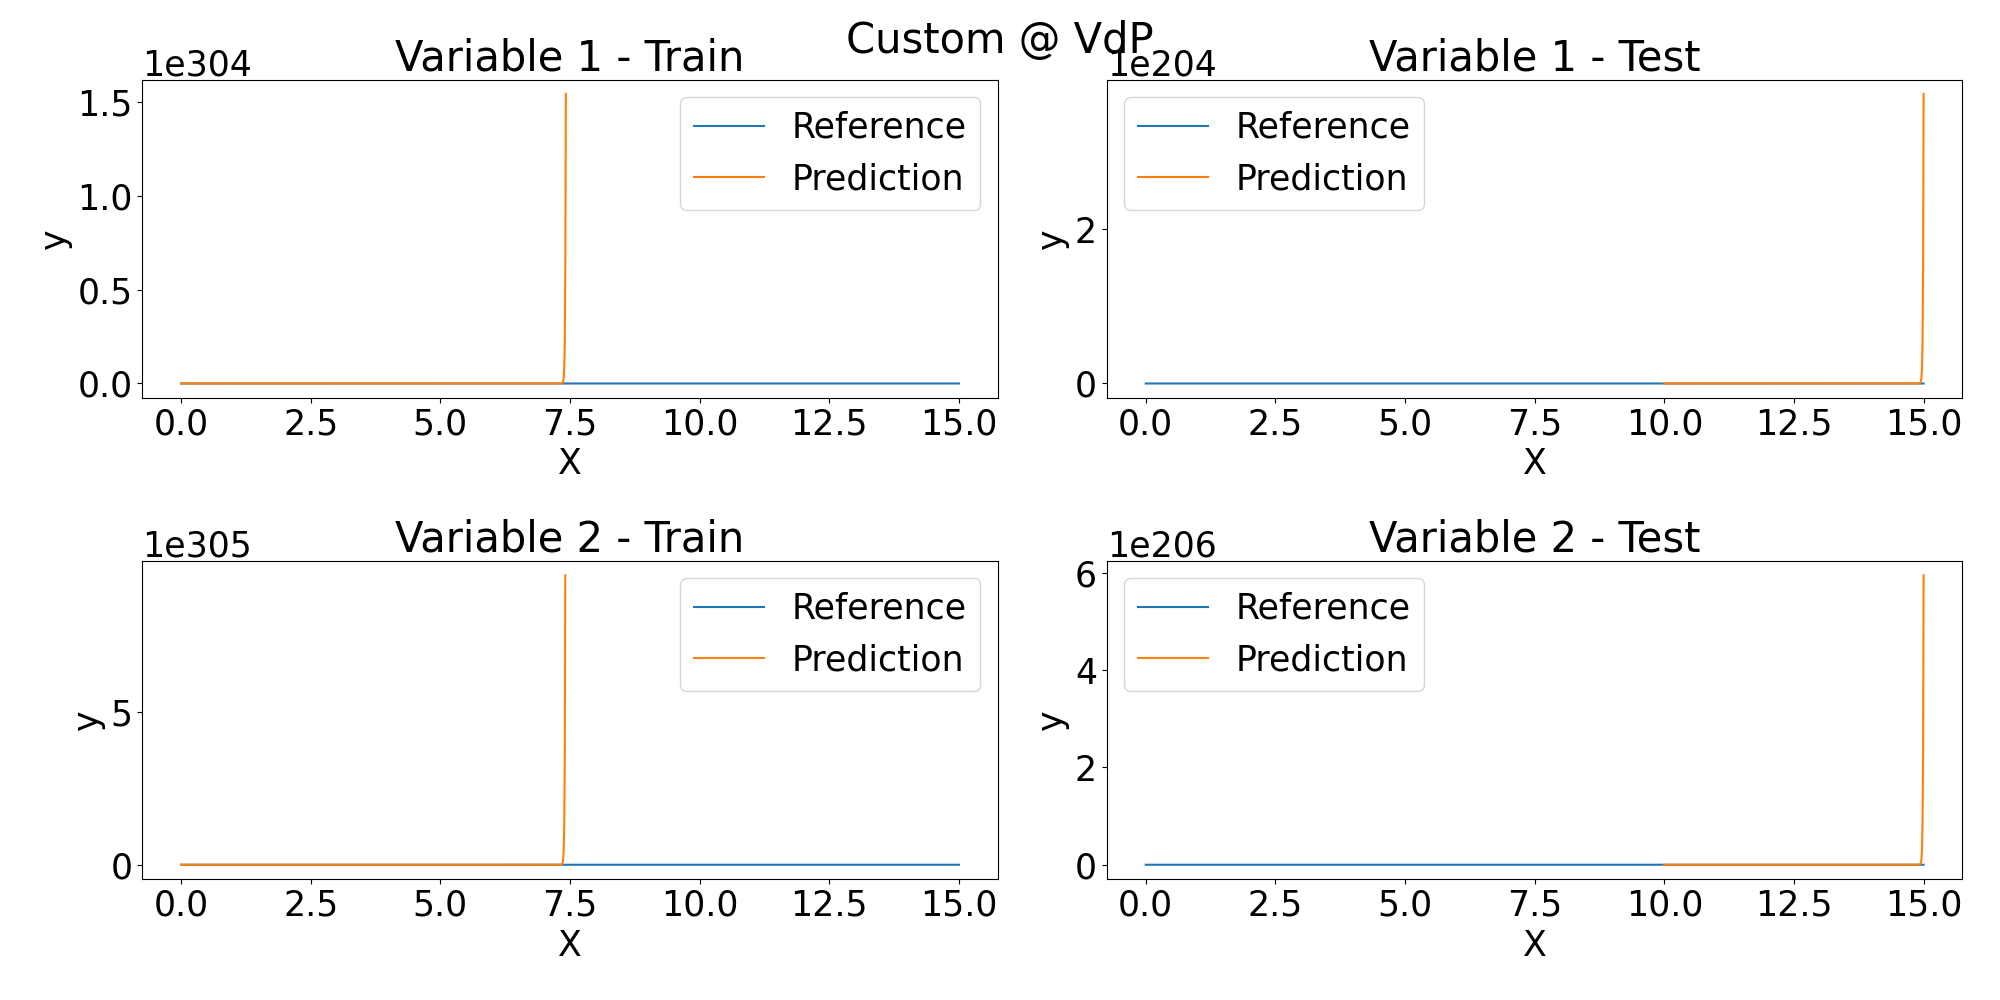 Custom @ VdP
Variable 1 - Train
1e304
1.5
1.0
0.5
0.0
y
Reference
Prediction
0.0 2.5 5.0 7.5 10.0 12.5 15.0
X
Variable 1 - Test
1e204
2
0
y
Reference
Prediction
0.0 2.5 5.0 7.5 10.0 12.5 15.0
X
Variable 2 - Train
1e305
5
0
y
Reference
Prediction
0.0 2.5 5.0 7.5 10.0 12.5 15.0
X
Variable 2 - Test
1e206
6
4
2
0
y
Reference
Prediction
0.0 2.5 5.0 7.5 10.0 12.5 15.0
X